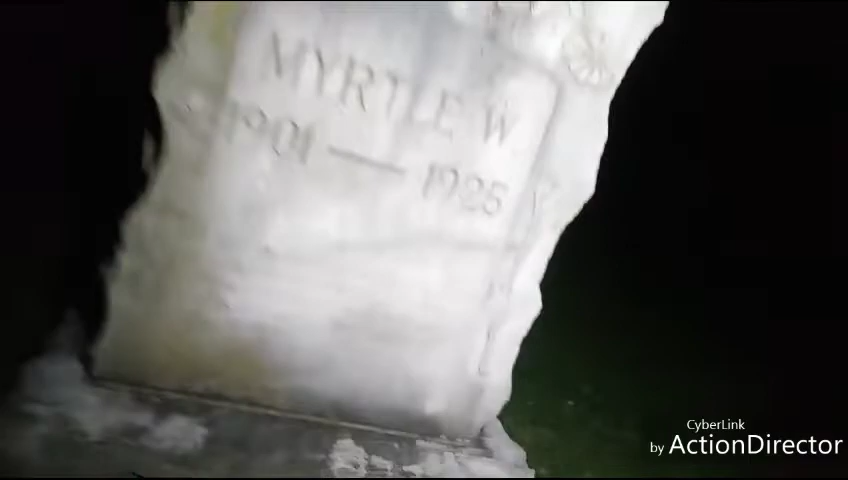 MYRTLE W.
1901 — 1925
CyberLink
by ActionDirector